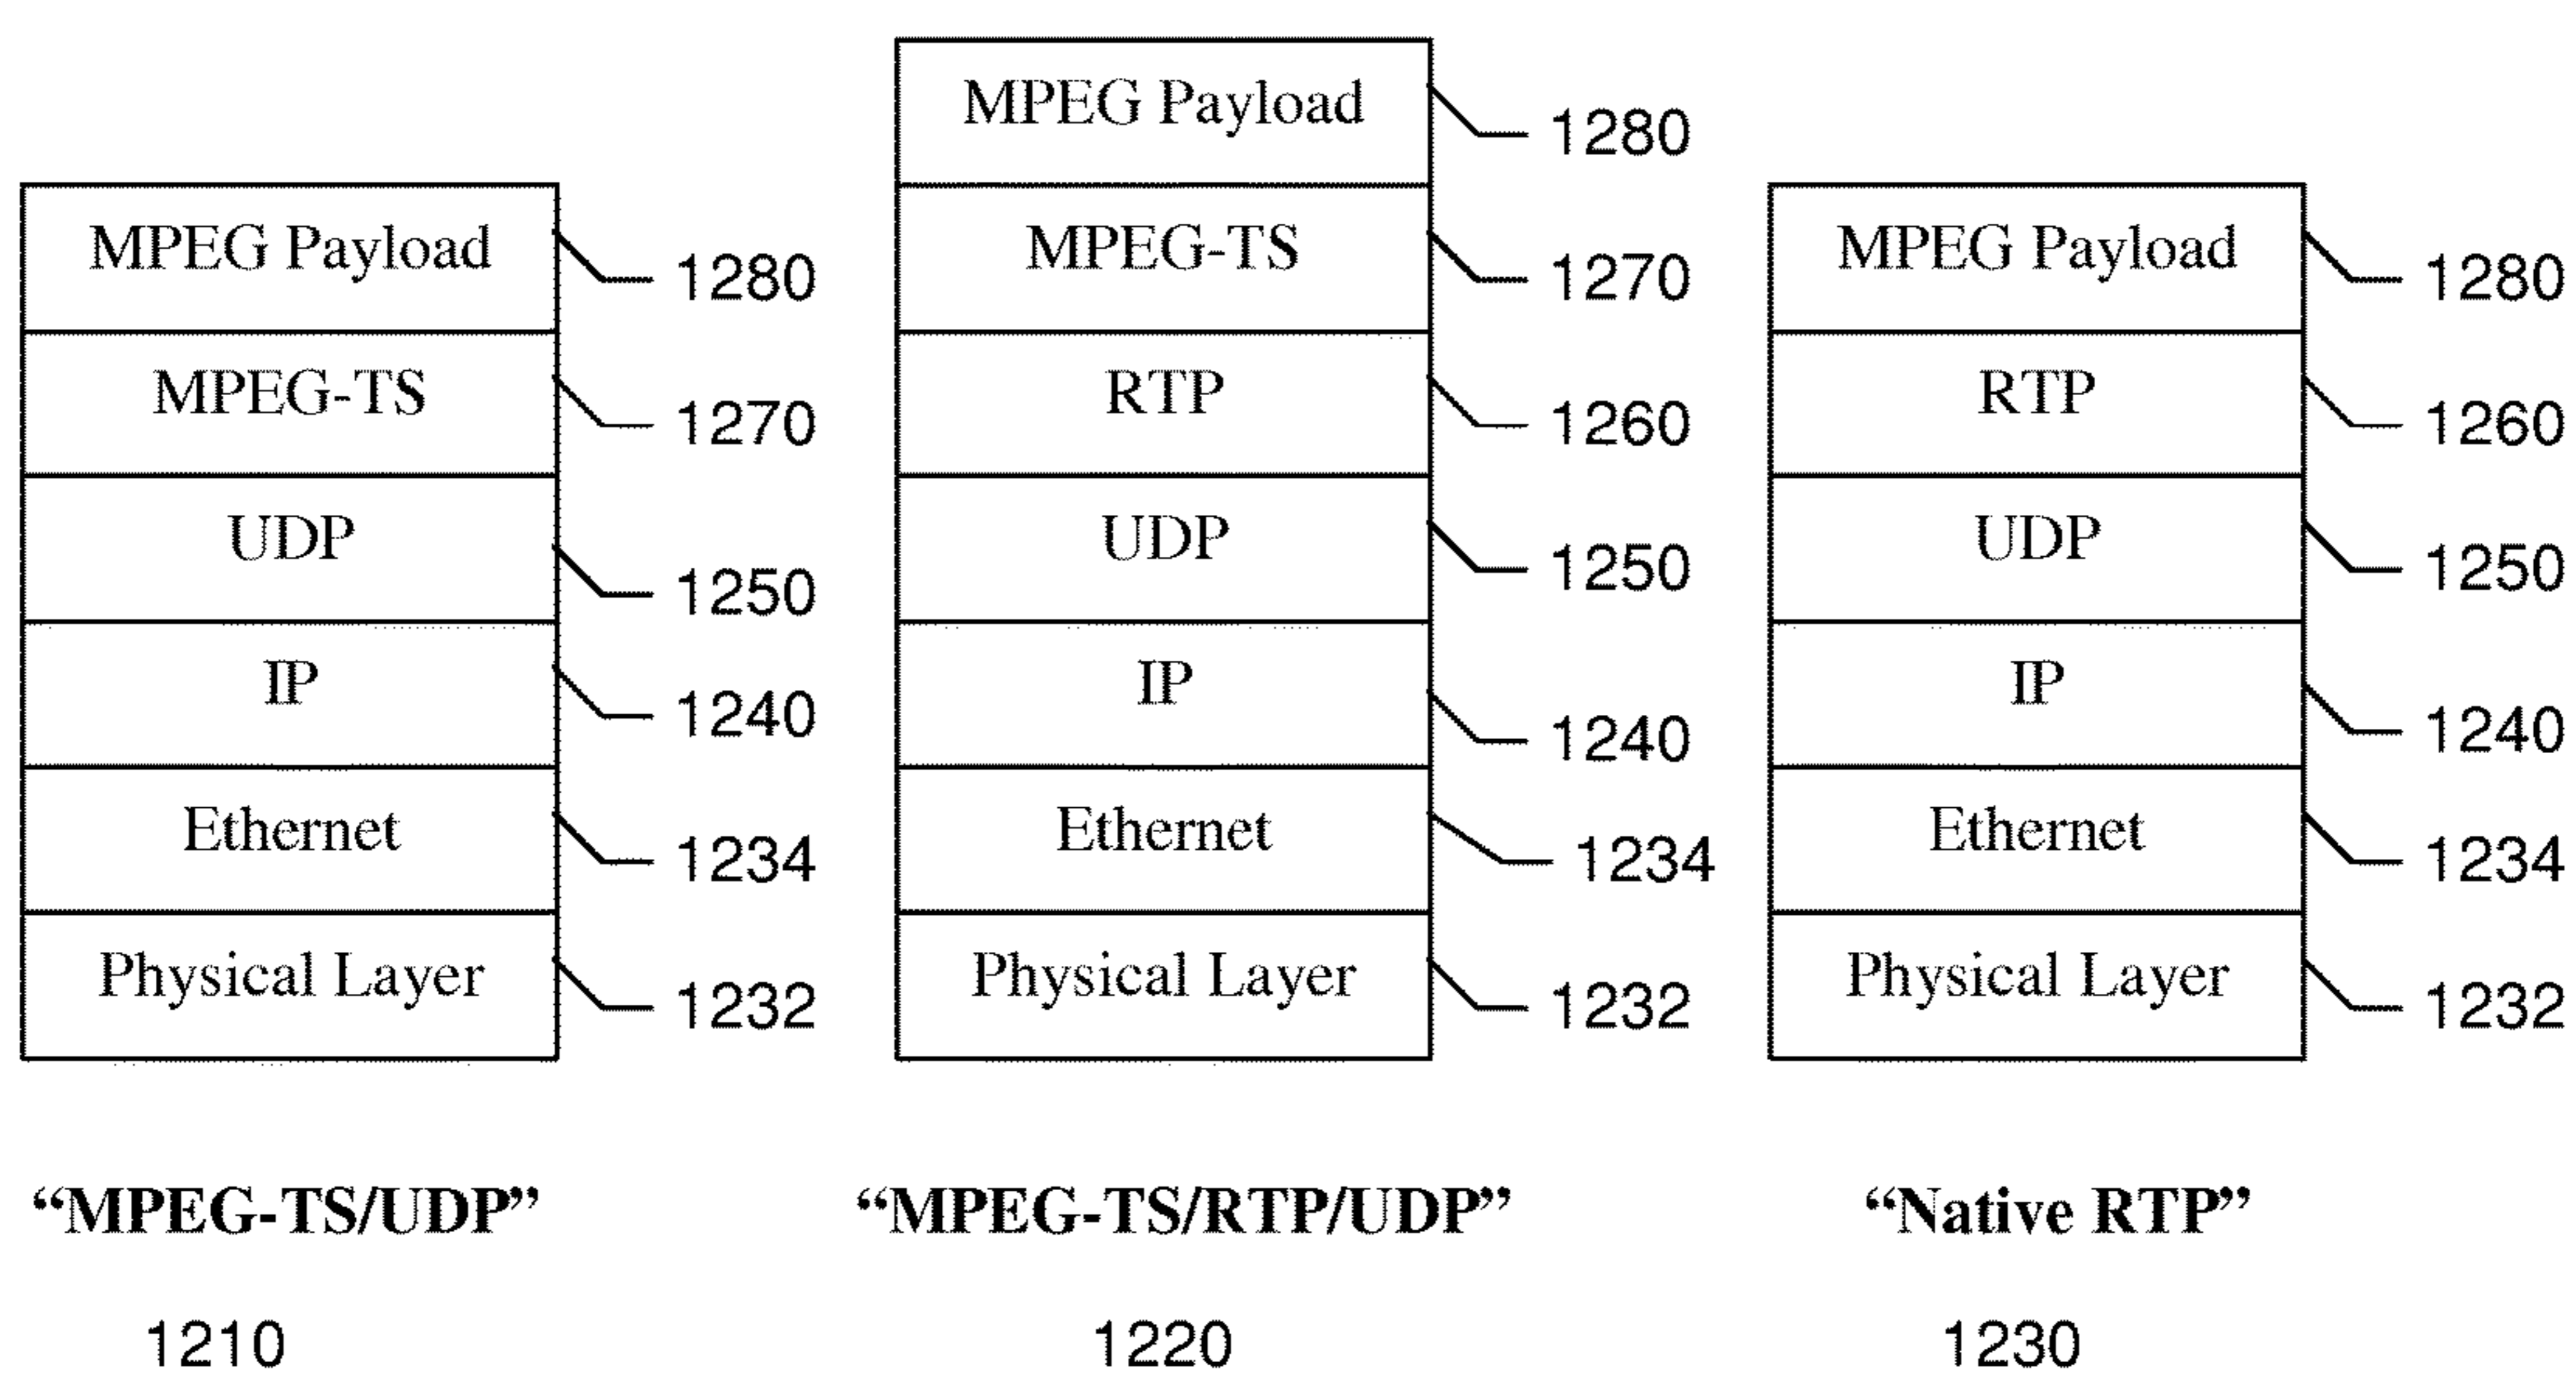 MPEG Payload 1280
MPEG-TS 1270
UDP 1250
IP 1240
Ethernet 1234
Physical Layer 1232
“MPEG-TS/UDP”
1210
MPEG Payload 1280
MPEG-TS 1270
RTP 1260
UDP 1250
IP 1240
Ethernet 1234
Physical Layer 1232
“MPEG-TS/RTP/UDP”
1220
MPEG Payload 1280
RTP 1260
UDP 1250
IP 1240
Ethernet 1234
Physical Layer 1232
“Native RTP”
1230